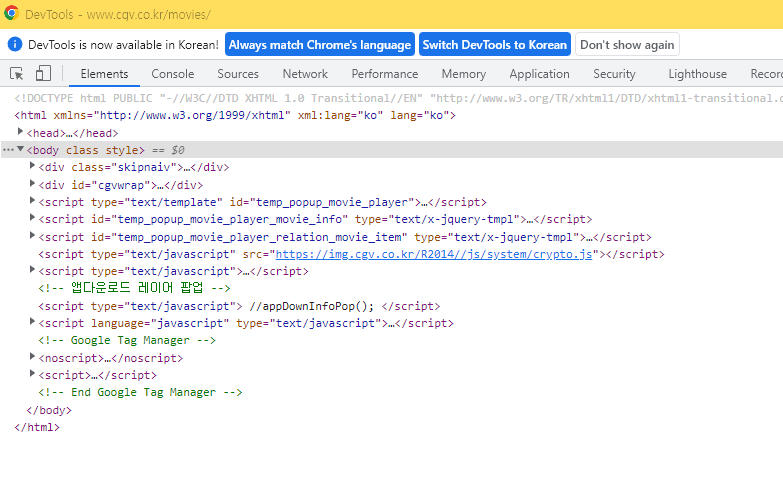 DevTools - www.cgv.co.kr/movies/
DevTools is now available in Korean! Always match Chrome's language Switch DevTools to Korean Don't show again
Elements Console Sources Network Performance Memory Application Security Lighthouse Recor
<!DOCTYPE html PUBLIC "-//W3C//DTD XHTML 1.0 Transitional//EN" "http://www.w3.org/TR/xhtml1/DTD/xhtml1-transitional.d
<html xmlns="http://www.w3.org/1999/xhtml" xml:lang="ko" lang="ko">
<head>…</head>
<body class style> == $0
<div class="skipnaiv">…</div>
<div id="cgvwrap">…</div>
<script type="text/template" id="temp_popup_movie_player">…</script>
<script id="temp_popup_movie_player_movie_info" type="text/x-jquery-tmpl">…</script>
<script id="temp_popup_movie_player_relation_movie_item" type="text/x-jquery-tmpl">…</script>
<script type="text/javascript" src="https://img.cgv.co.kr/R2014//js/system/crypto.js"></script>
<script type="text/javascript">…</script>
<!-- 앱다운로드 레이어 팝업 -->
<script type="text/javascript"> //appDownInfoPop(); </script>
<script language="javascript" type="text/javascript">…</script>
<!-- Google Tag Manager -->
<noscript>…</noscript>
<script>…</script>
<!-- End Google Tag Manager -->
</body>
</html>